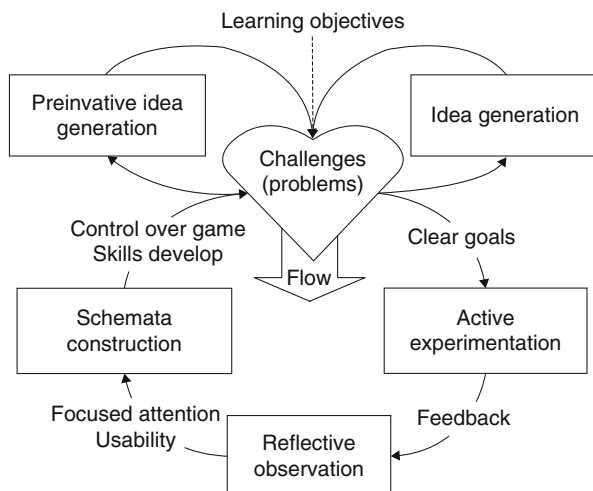 Learning objectives
Preinvative idea
generation
Idea generation
Challenges
(problems)
Control over game
Skills develop
Clear goals
Flow
Schemata
construction
Active
experimentation
Focused attention
Usability
Feedback
Reflective
observation